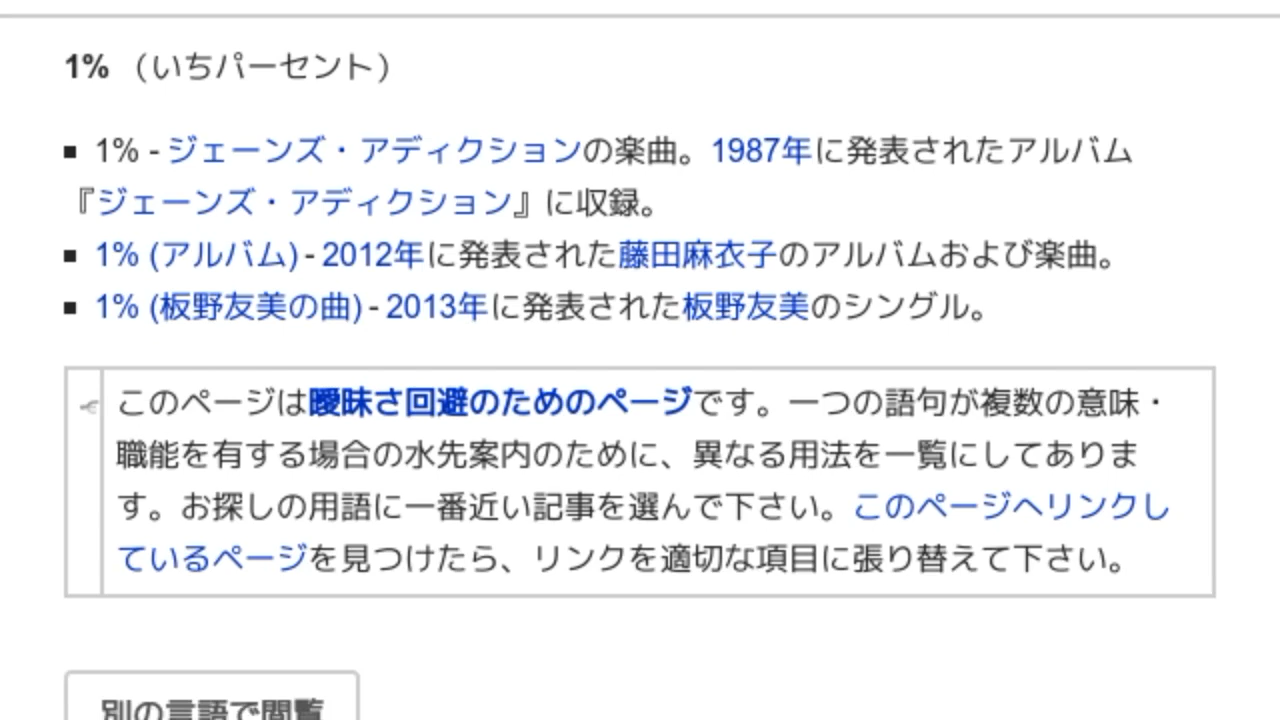 1% （いちパーセント）
1% - ジェーンズ・アディクションの楽曲。1987年に発表されたアルバム
『ジェーンズ・アディクション』に収録。
1% (アルバム) - 2012年に発表された藤田麻衣子のアルバムおよび楽曲。
1% (板野友美の曲) - 2013年に発表された板野友美のシングル。
このページは曖昧さ回避のためのページです。一つの語句が複数の意味・
職能を有する場合の水先案内のために、異なる用法を一覧にしてありま
す。お探しの用語に一番近い記事を選んで下さい。このページへリンクし
ているページを見つけたら、リンクを適切な項目に張り替えて下さい。
別の言語で閲覧